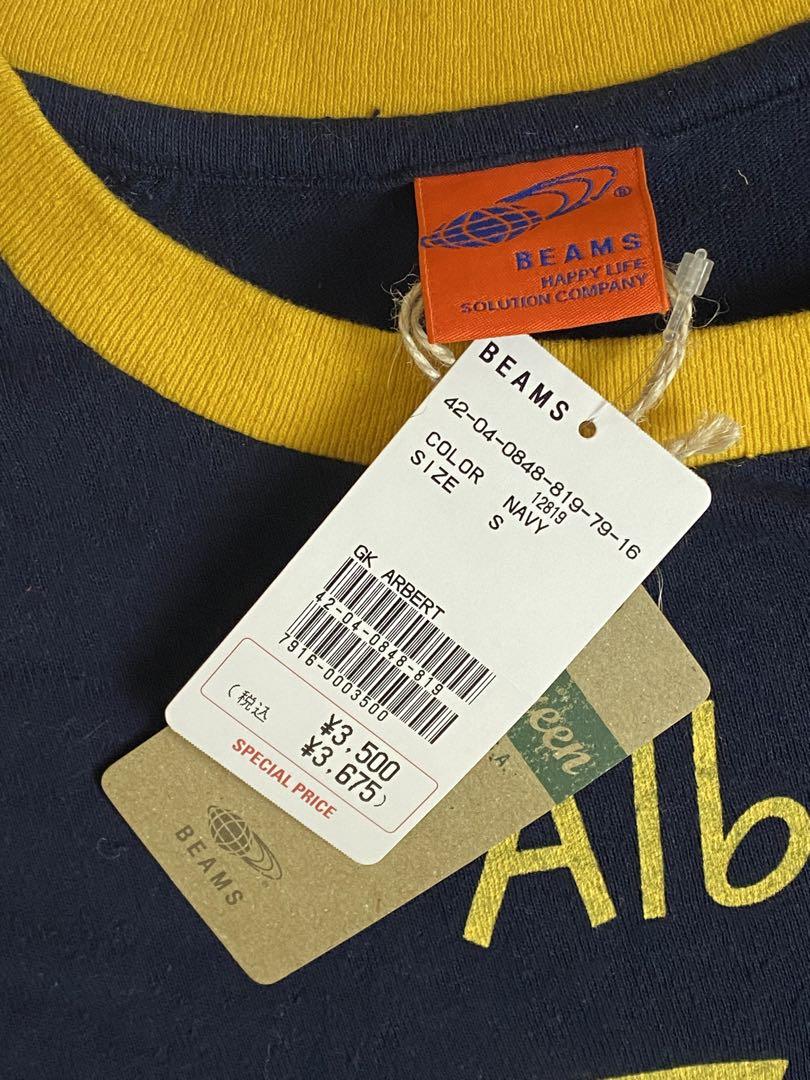 BEAMS
HAPPY LIFE
SOLUTION COMPANY
BEAMS
42-04-0848-819-79-16
12819
COLOR NAVY
SIZE S
GK ARBERT
42-04-0848-819
7916-0003500
¥3,500
(税込 ¥3,675)
SPECIAL PRICE
BEAMS
Alb